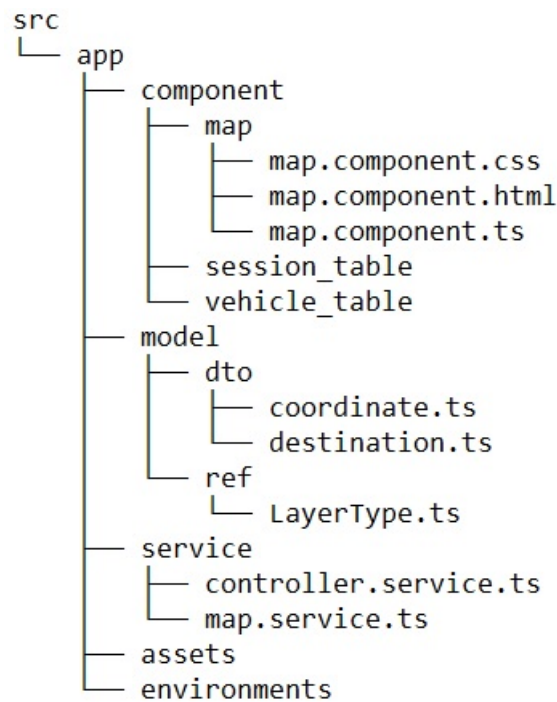 src
app
component
map
map.component.css
map.component.html
map.component.ts
session_table
vehicle_table
model
dto
coordinate.ts
destination.ts
ref
LayerType.ts
service
controller.service.ts
map.service.ts
assets
environments